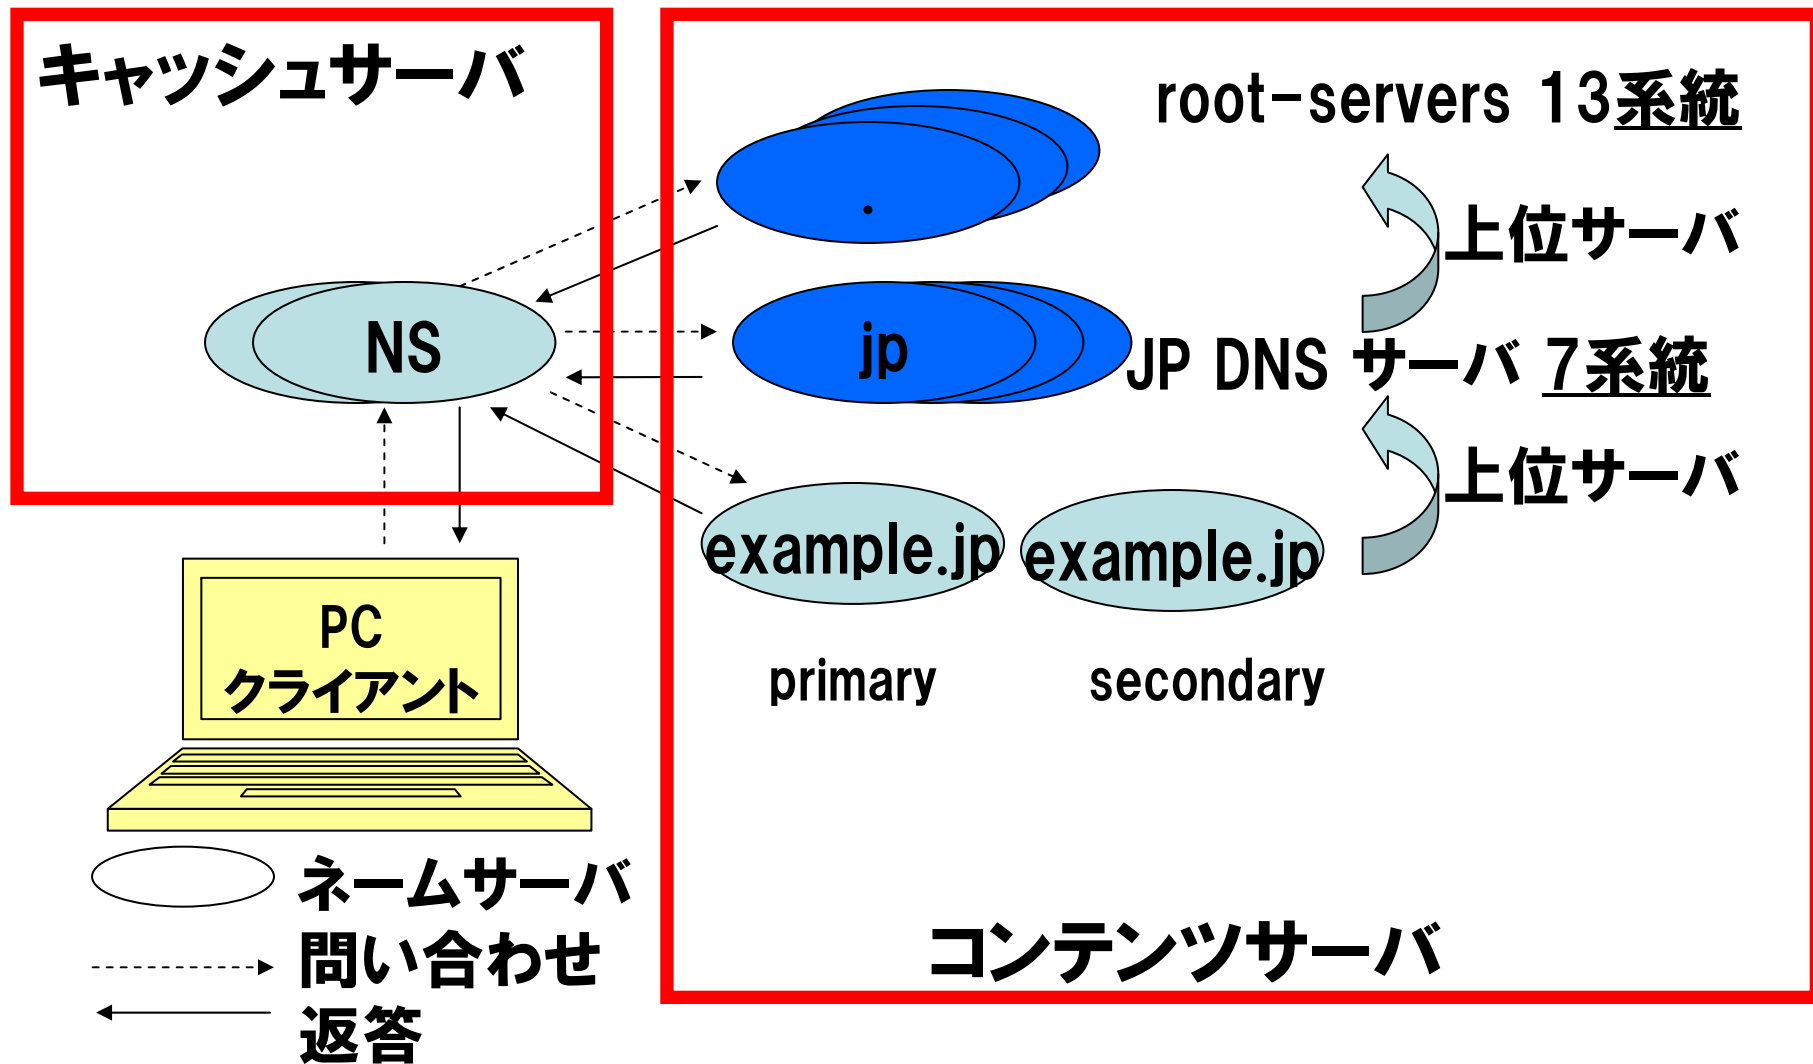 キャッシュサーバ
root-servers 13系統
.
上位サーバ
NS
jp
JP DNS サーバ 7系統
上位サーバ
example.jp
example.jp
primary
secondary
PC
クライアント
ネームサーバ
問い合わせ
返答
コンテンツサーバ